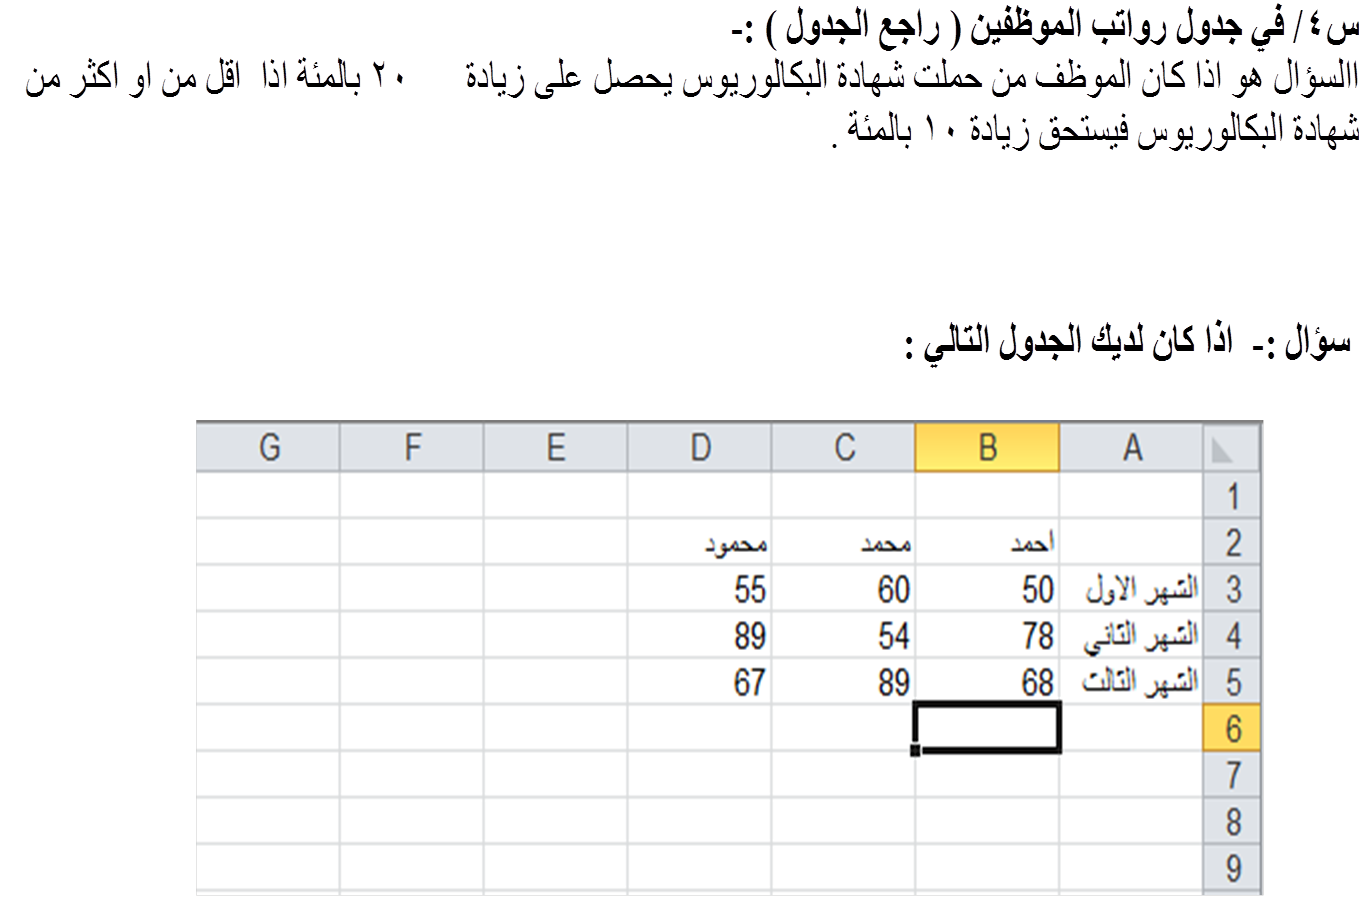 س٤/ في جدول رواتب الموظفين ( راجع الجدول ) :-
االسؤال هو اذا كان الموظف من حملت شهادة البكالوريوس يحصل على زيادة ٢٠ بالمئة اذا اقل من او اكثر من
شهادة البكالوريوس فيستحق زيادة ١٠ بالمئة .
سؤال :- اذا كان لديك الجدول التالي :
A B C D E F G
1
2 احمد محمد محمود
3 الشهر الاول 50 60 55
4 الشهر الثاني 78 54 89
5 الشهر الثالث 68 89 67
6
7
8
9